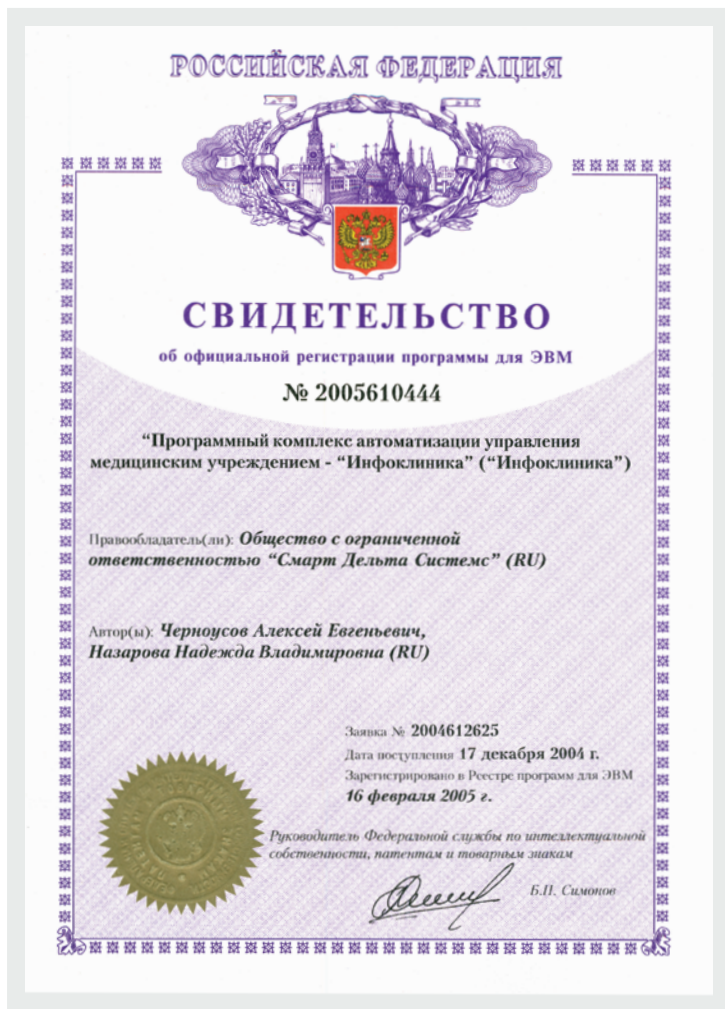 РОССИЙСКАЯ ФЕДЕРАЦИЯ
СВИДЕТЕЛЬСТВО
об официальной регистрации программы для ЭВМ
№ 2005610444
“Программный комплекс автоматизации управления
медицинским учреждением - “Инфоклиника” (“Инфоклиника”)
Правообладатель(ли): Общество с ограниченной
ответственностью “Смарт Дельта Системс” (RU)
Автор(ы): Черноусов Алексей Евгеньевич,
Назарова Надежда Владимировна (RU)
Заявка № 2004612625
Дата поступления 17 декабря 2004 г.
Зарегистрировано в Реестре программ для ЭВМ
16 февраля 2005 г.
Руководитель Федеральной службы по интеллектуальной
собственности, патентам и товарным знакам
Б.П. Симонов